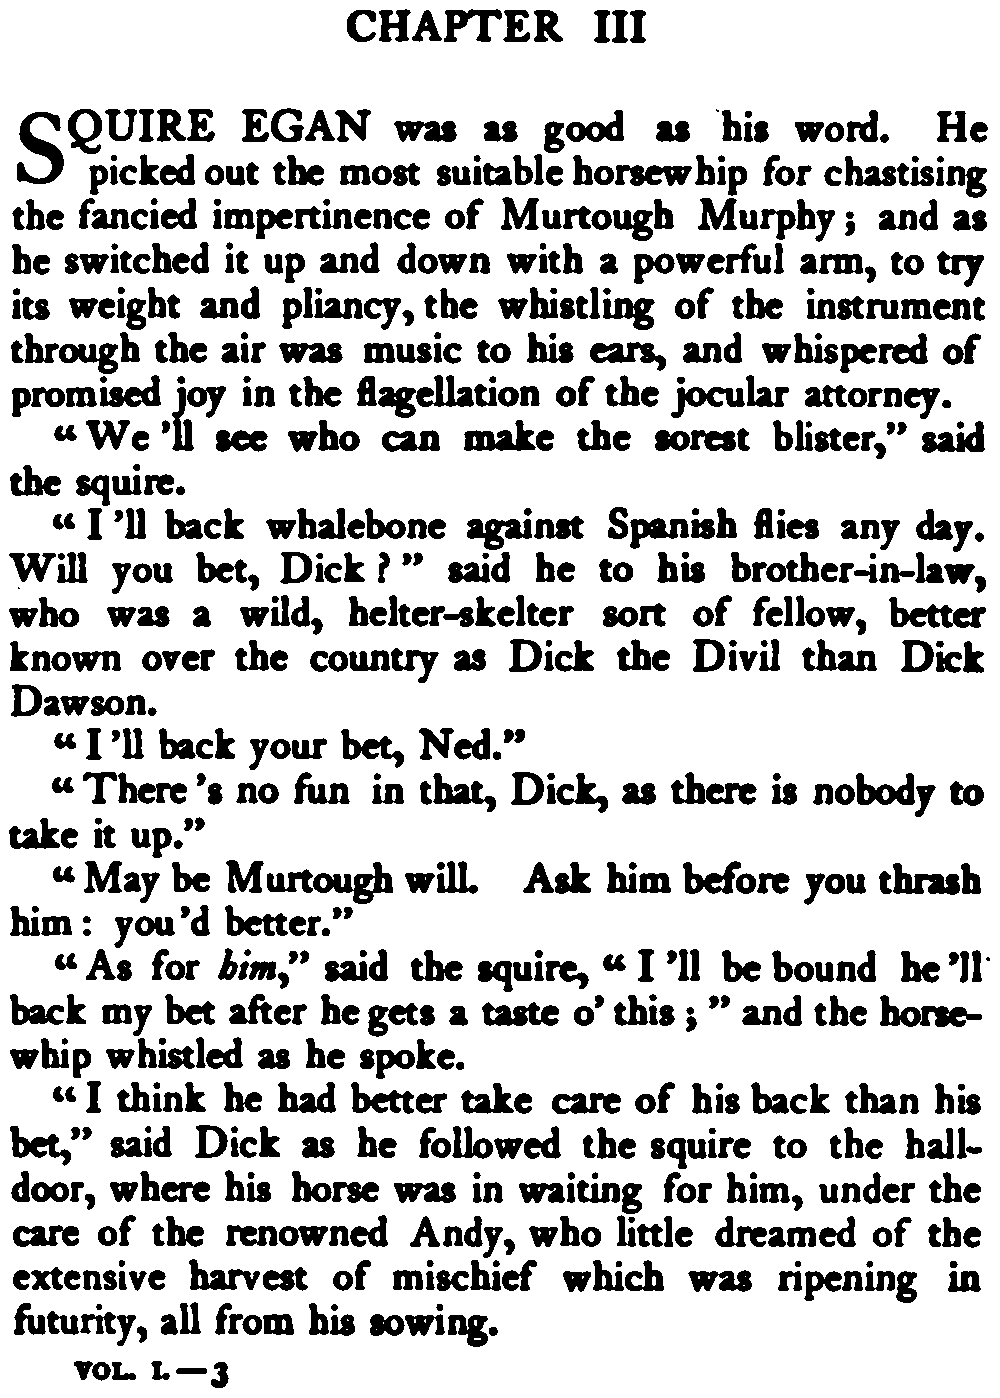 CHAPTER III
SQUIRE EGAN was as good as his word. He
picked out the most suitable horsewhip for chastising
the fancied impertinence of Murtough Murphy; and as
he switched it up and down with a powerful arm, to try
its weight and pliancy, the whistling of the instrument
through the air was music to his ears, and whispered of
promised joy in the flagellation of the jocular attorney.
"We'll see who can make the sorest blister," said
the squire.
"I'll back whalebone against Spanish flies any day.
Will you bet, Dick?" said he to his brother-in-law,
who was a wild, helter-skelter sort of fellow, better
known over the country as Dick the Divil than Dick
Dawson.
"I'll back your bet, Ned."
"There's no fun in that, Dick, as there is nobody to
take it up."
"May be Murtough will. Ask him before you thrash
him: you'd better."
"As for him," said the squire, "I'll be bound he'll
back my bet after he gets a taste o' this;" and the horse-
whip whistled as he spoke.
"I think he had better take care of his back than his
bet," said Dick as he followed the squire to the hall-
door, where his horse was in waiting for him, under the
care of the renowned Andy, who little dreamed of the
extensive harvest of mischief which was ripening in
futurity, all from his sowing.
VOL. I.—3